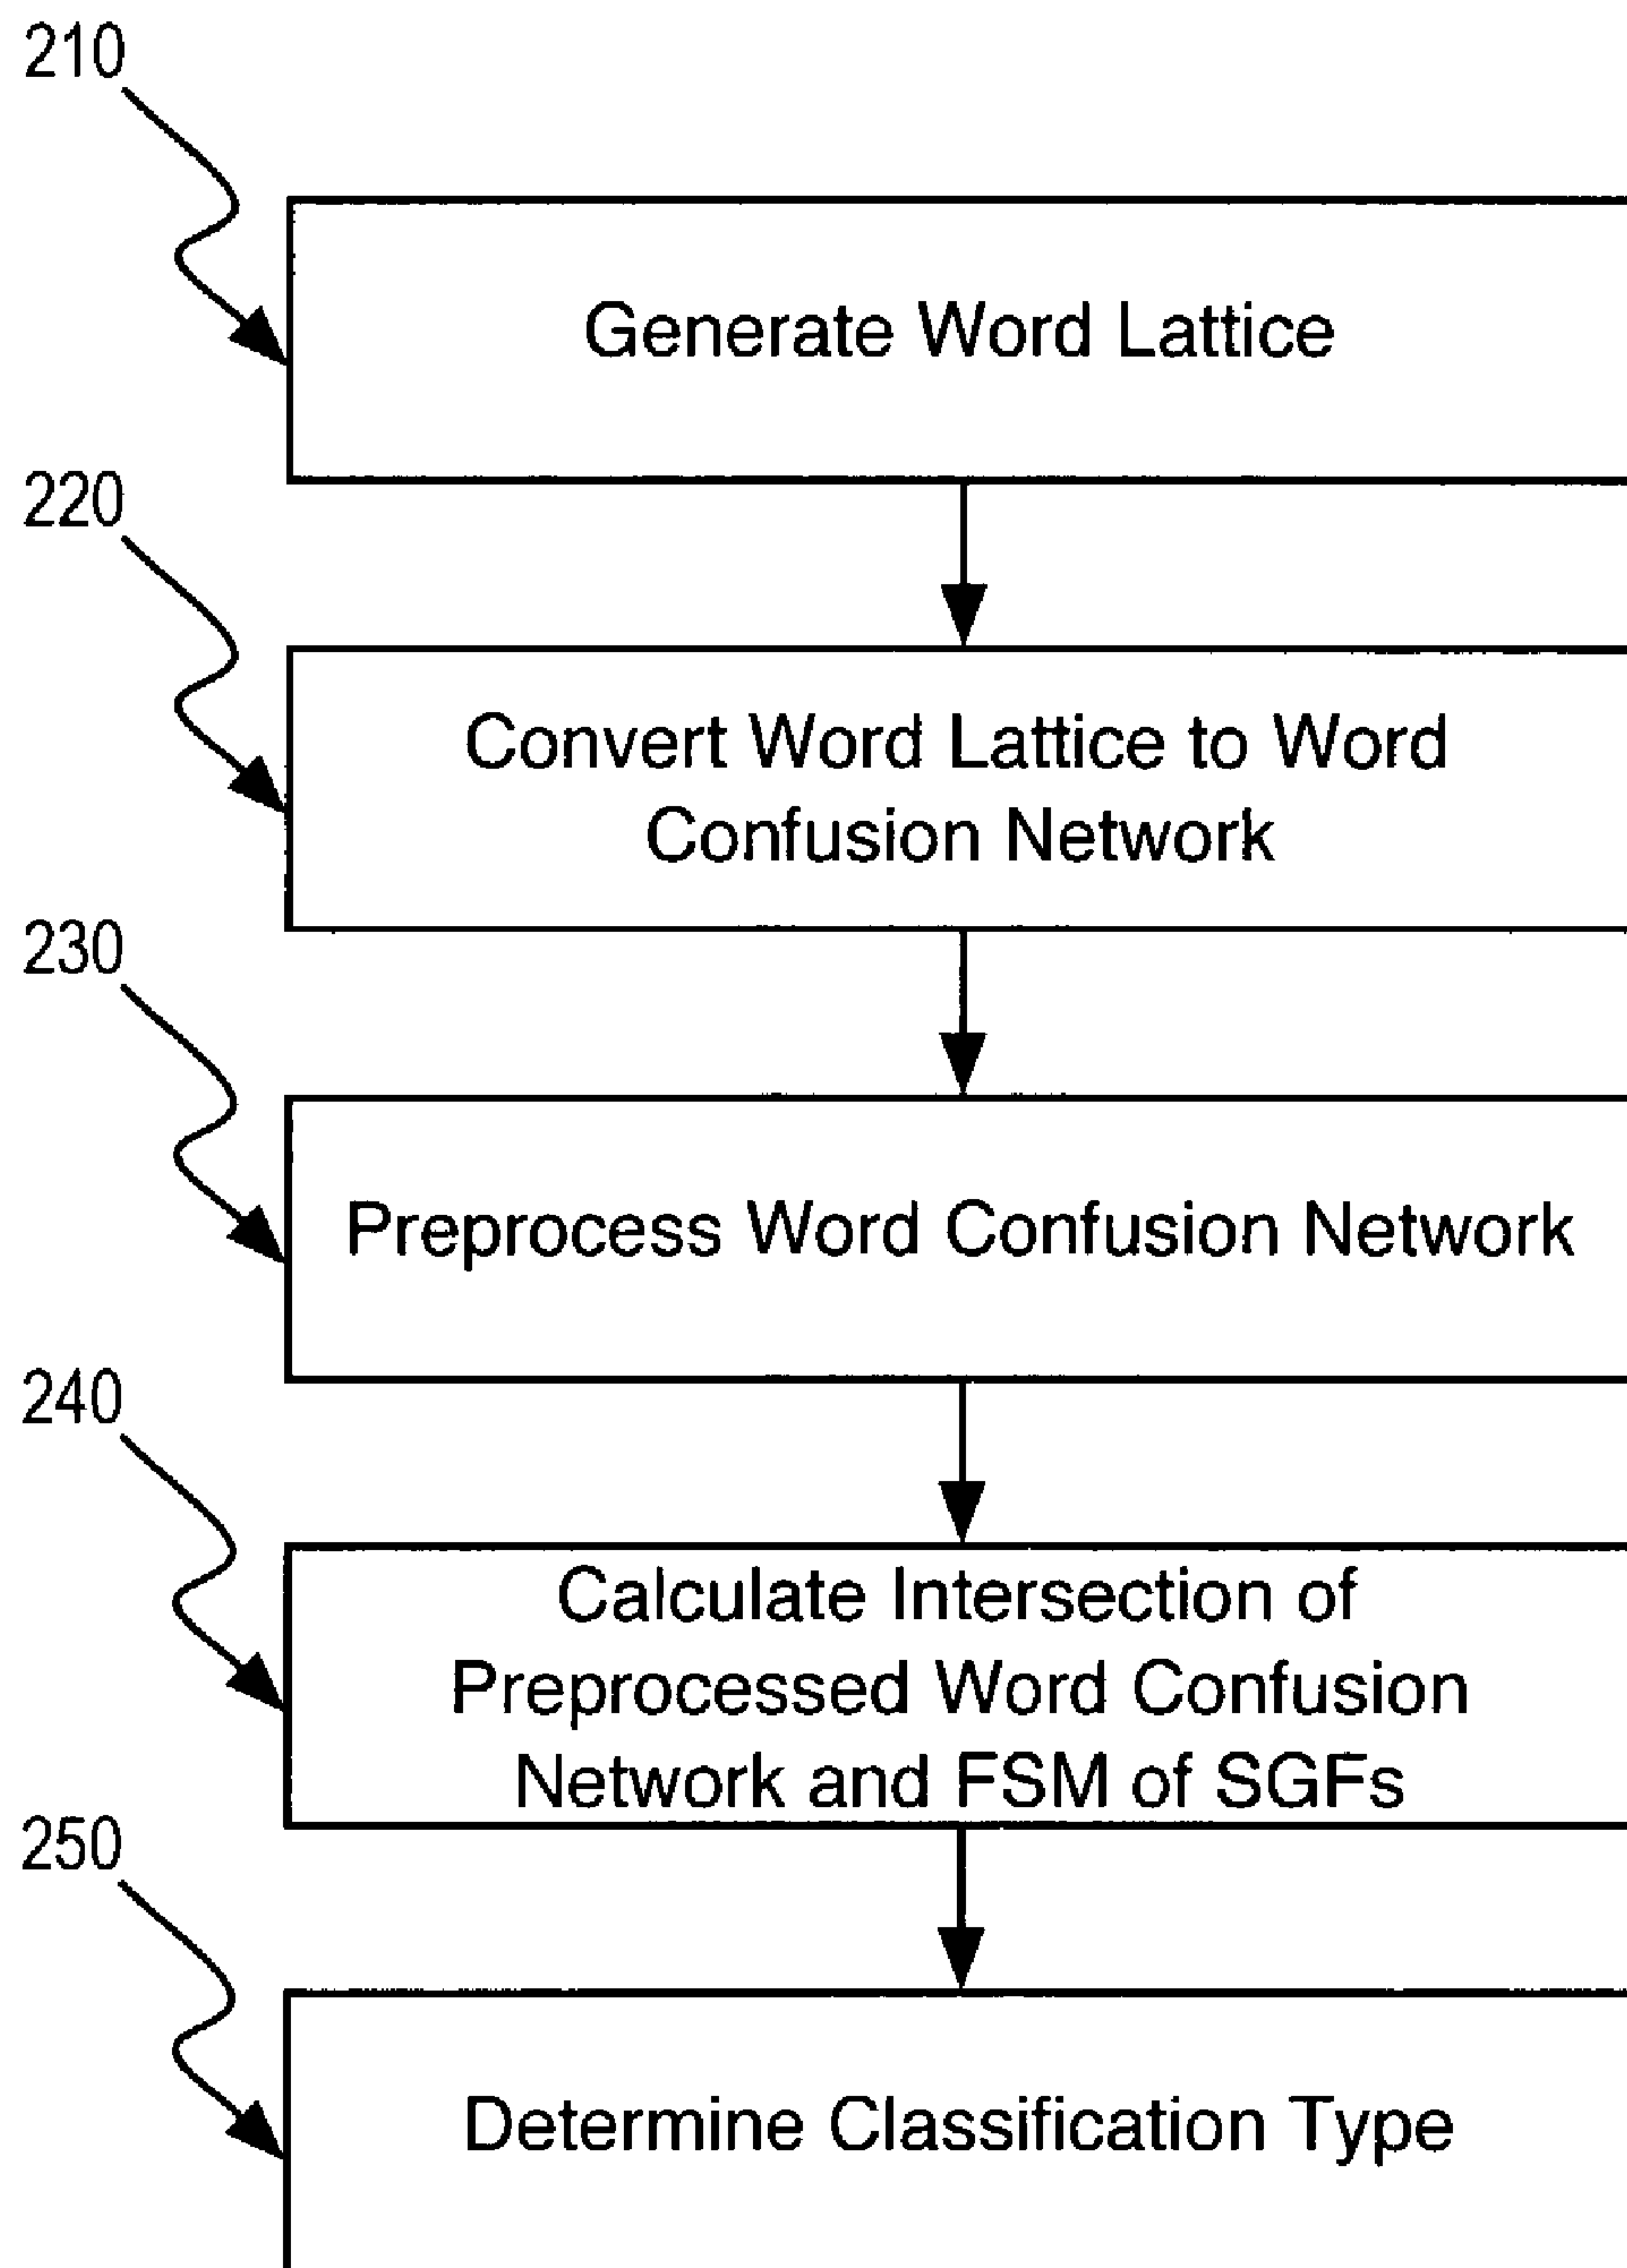 210
Generate Word Lattice
220
Convert Word Lattice to Word
Confusion Network
230
Preprocess Word Confusion Network
240
Calculate Intersection of
Preprocessed Word Confusion
Network and FSM of SGFs
250
Determine Classification Type